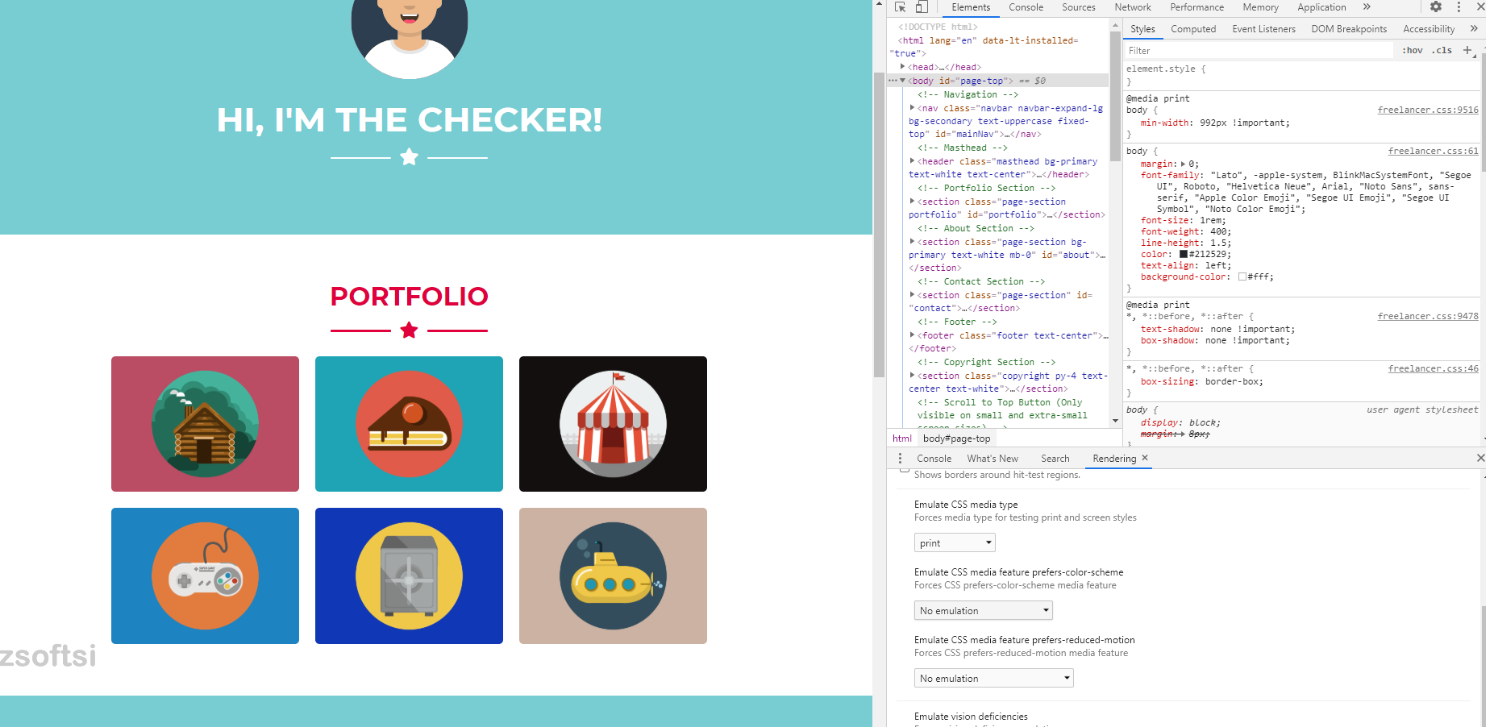 HI, I'M THE CHECKER!
PORTFOLIO
zsoftsi
Elements Console Sources Network Performance Memory Application »
<!DOCTYPE html>
<html lang="en" data-lt-installed=
"true">
<head>…</head>
<body id="page-top"> == $0
<!-- Navigation -->
<nav class="navbar navbar-expand-lg
bg-secondary text-uppercase fixed-
top" id="mainNav">…</nav>
<!-- Masthead -->
<header class="masthead bg-primary
text-white text-center">…</header>
<!-- Portfolio Section -->
<section class="page-section
portfolio" id="portfolio">…</section>
<!-- About Section -->
<section class="page-section bg-
primary text-white mb-0" id="about">…
</section>
<!-- Contact Section -->
<section class="page-section" id=
"contact">…</section>
<!-- Footer -->
<footer class="footer text-center">…
</footer>
<!-- Copyright Section -->
<section class="copyright py-4 text-
center text-white">…</section>
<!-- Scroll to Top Button (Only
visible on small and extra-small
screen sizes) -->
html body#page-top
Styles Computed Event Listeners DOM Breakpoints Accessibility »
Filter :hov .cls +
element.style {
}
@media print
body { freelancer.css:9516
min-width: 992px !important;
}
body { freelancer.css:61
margin: 0;
font-family: "Lato", -apple-system, BlinkMacSystemFont, "Segoe
UI", Roboto, "Helvetica Neue", Arial, "Noto Sans", sans-
serif, "Apple Color Emoji", "Segoe UI Emoji", "Segoe UI
Symbol", "Noto Color Emoji";
font-size: 1rem;
font-weight: 400;
line-height: 1.5;
color: #212529;
text-align: left;
background-color: #fff;
}
@media print
*, *::before, *::after { freelancer.css:9478
text-shadow: none !important;
box-shadow: none !important;
}
*, *::before, *::after { freelancer.css:46
box-sizing: border-box;
}
body { user agent stylesheet
display: block;
margin: 8px;
}
Console What's New Search Rendering ×
Shows borders around hit-test regions.
Emulate CSS media type
Forces media type for testing print and screen styles
print
Emulate CSS media feature prefers-color-scheme
Forces CSS prefers-color-scheme media feature
No emulation
Emulate CSS media feature prefers-reduced-motion
Forces CSS prefers-reduced-motion media feature
No emulation
Emulate vision deficiencies